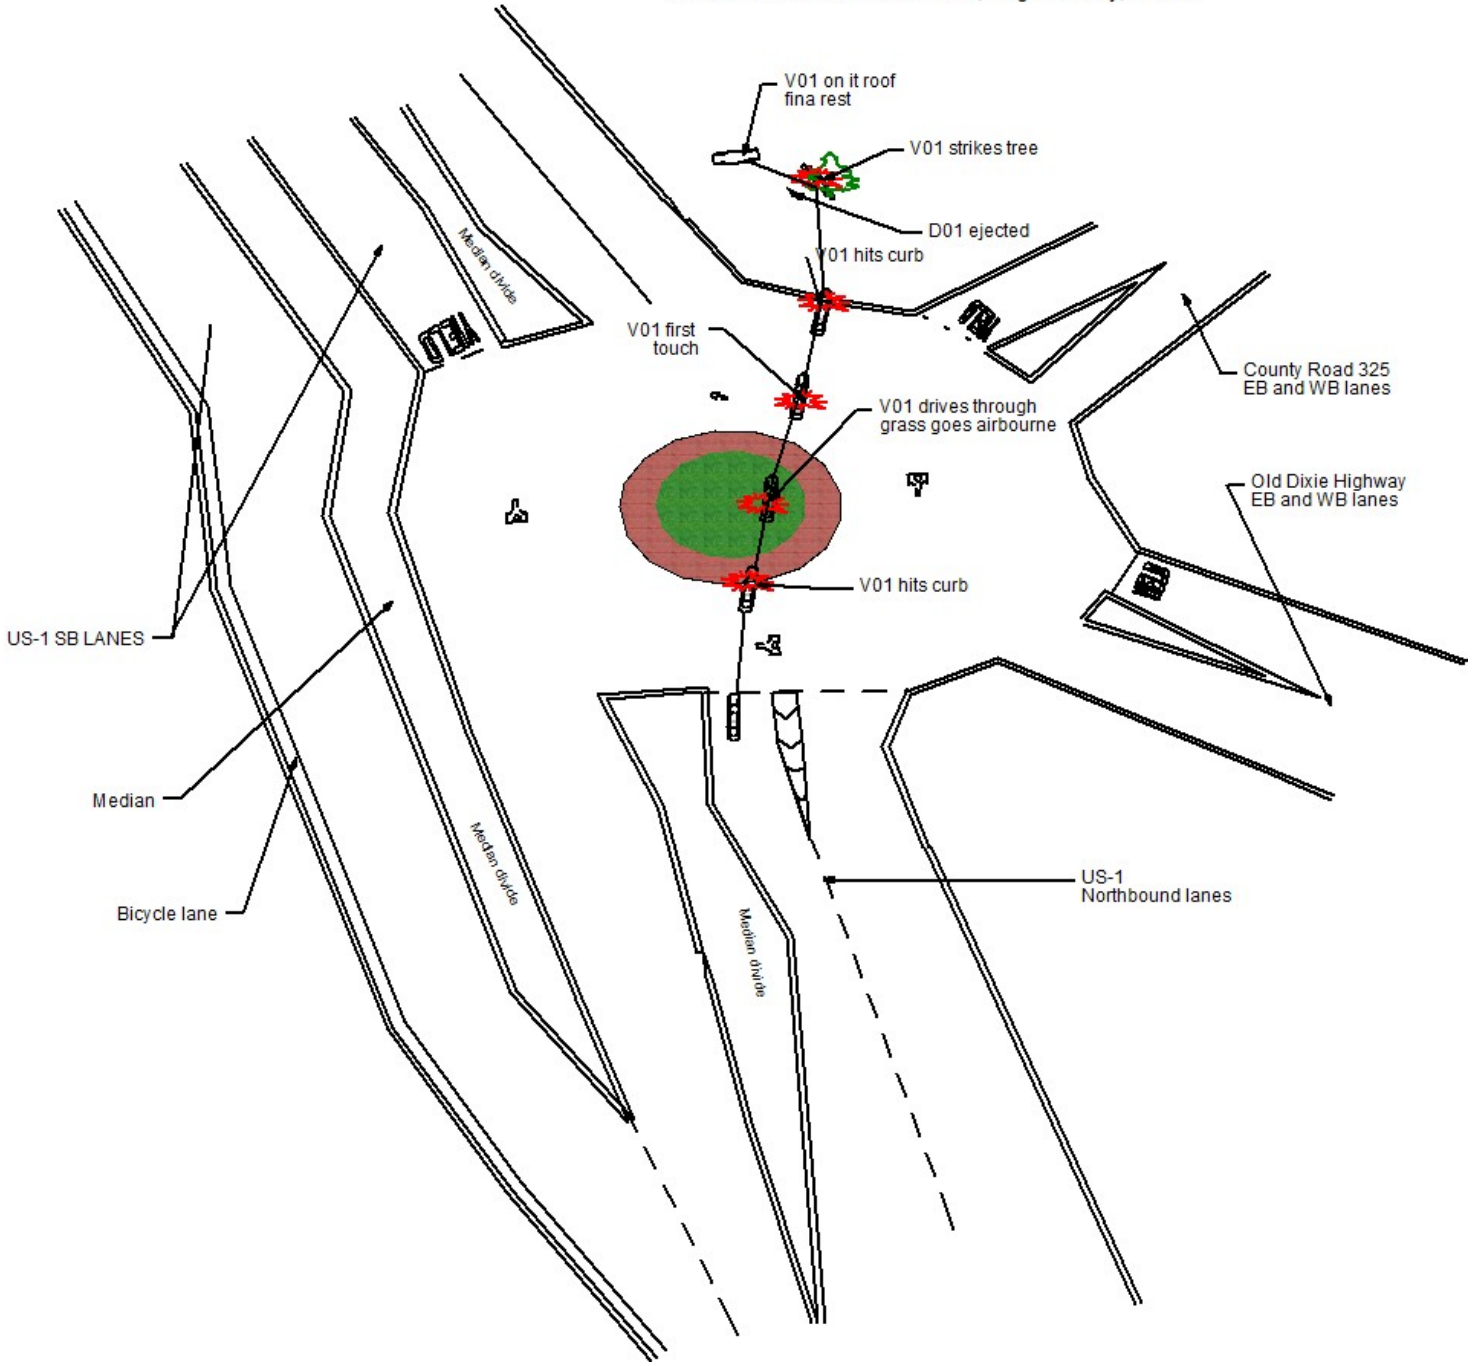 V01 on it roof
fina rest
V01 strikes tree
D01 ejected
Median divide
V01 hits curb
YIELD
YIELD
V01 first
touch
County Road 325
EB and WB lanes
V01 drives through
grass goes airbourne
Old Dixie Highway
EB and WB lanes
YIELD
V01 hits curb
US-1 SB LANES
Median
Median divide
Bicycle lane
US-1
Northbound lanes
Median divide